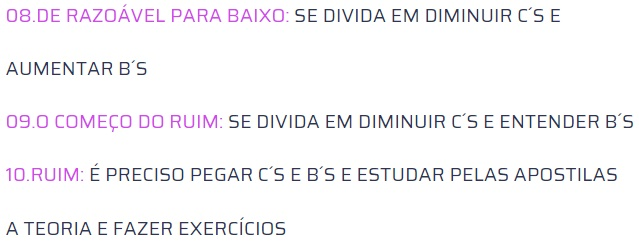 08.DE RAZOÁVEL PARA BAIXO: SE DIVIDA EM DIMINUIR C´S E
AUMENTAR B´S
09.O COMEÇO DO RUIM: SE DIVIDA EM DIMINUIR C´S E ENTENDER B´S
10.RUIM: É PRECISO PEGAR C´S E B´S E ESTUDAR PELAS APOSTILAS
A TEORIA E FAZER EXERCÍCIOS